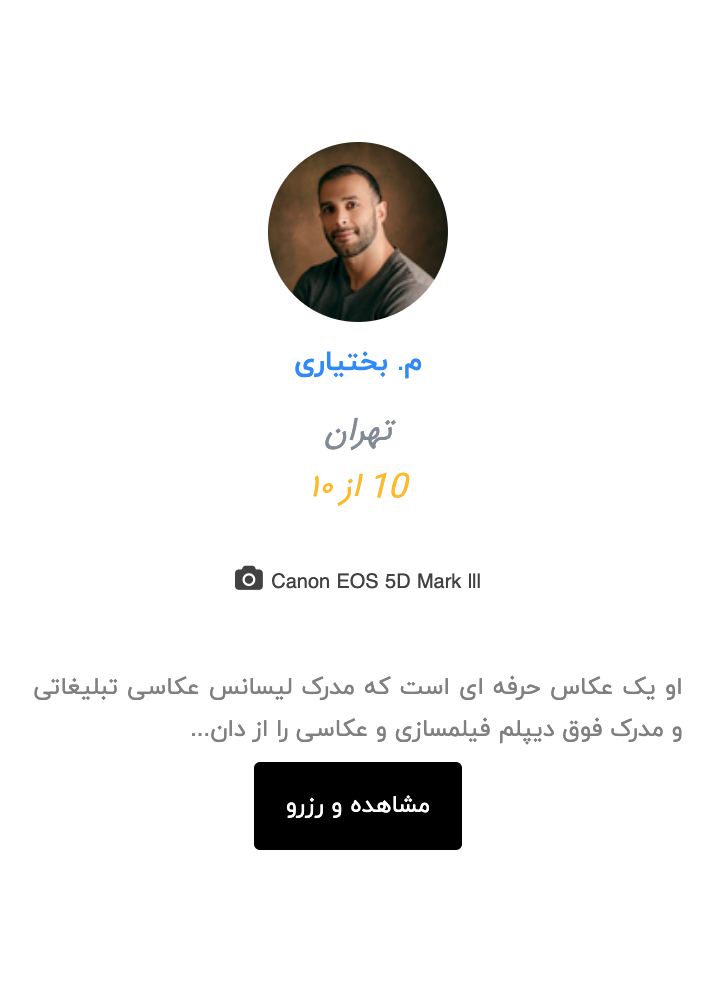 م. بختیاری
تهران
10 از ۱۰
Canon EOS 5D Mark III
او یک عکاس حرفه ای است که مدرک لیسانس عکاسی تبلیغاتی
و مدرک فوق دیپلم فیلمسازی و عکاسی را از دان...
مشاهده و رزرو